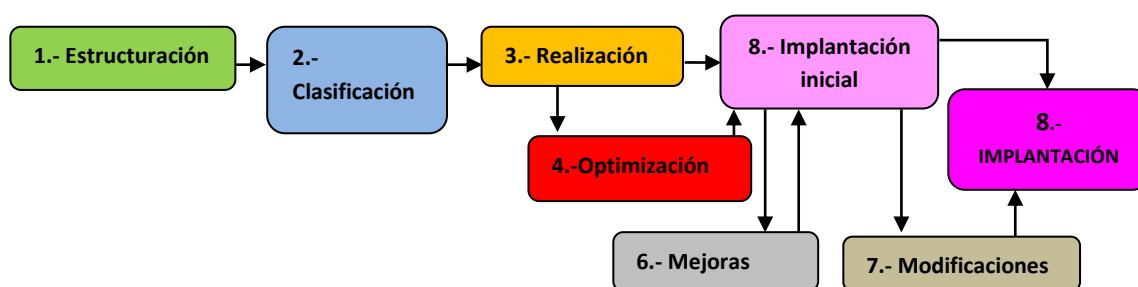 1.- Estructuración
2.-
Clasificación
3.- Realización
8.- Implantación
inicial
4.-Optimización
8.-
IMPLANTACIÓN
6.- Mejoras
7.- Modificaciones